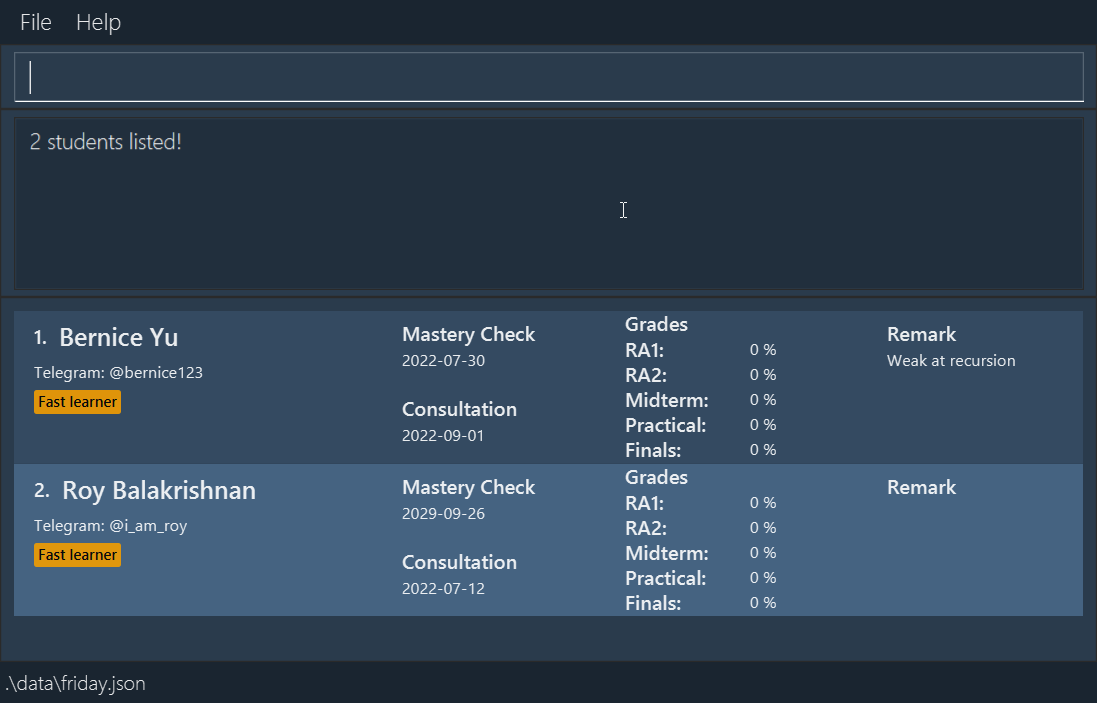 File Help
2 students listed!
1. Bernice Yu
Telegram: @bernice123
Fast learner
Mastery Check
2022-07-30
Consultation
2022-09-01
Grades
RA1: 0 %
RA2: 0 %
Midterm: 0 %
Practical: 0 %
Finals: 0 %
Remark
Weak at recursion
2. Roy Balakrishnan
Telegram: @i_am_roy
Fast learner
Mastery Check
2029-09-26
Consultation
2022-07-12
Grades
RA1: 0 %
RA2: 0 %
Midterm: 0 %
Practical: 0 %
Finals: 0 %
Remark
.\data\friday.json